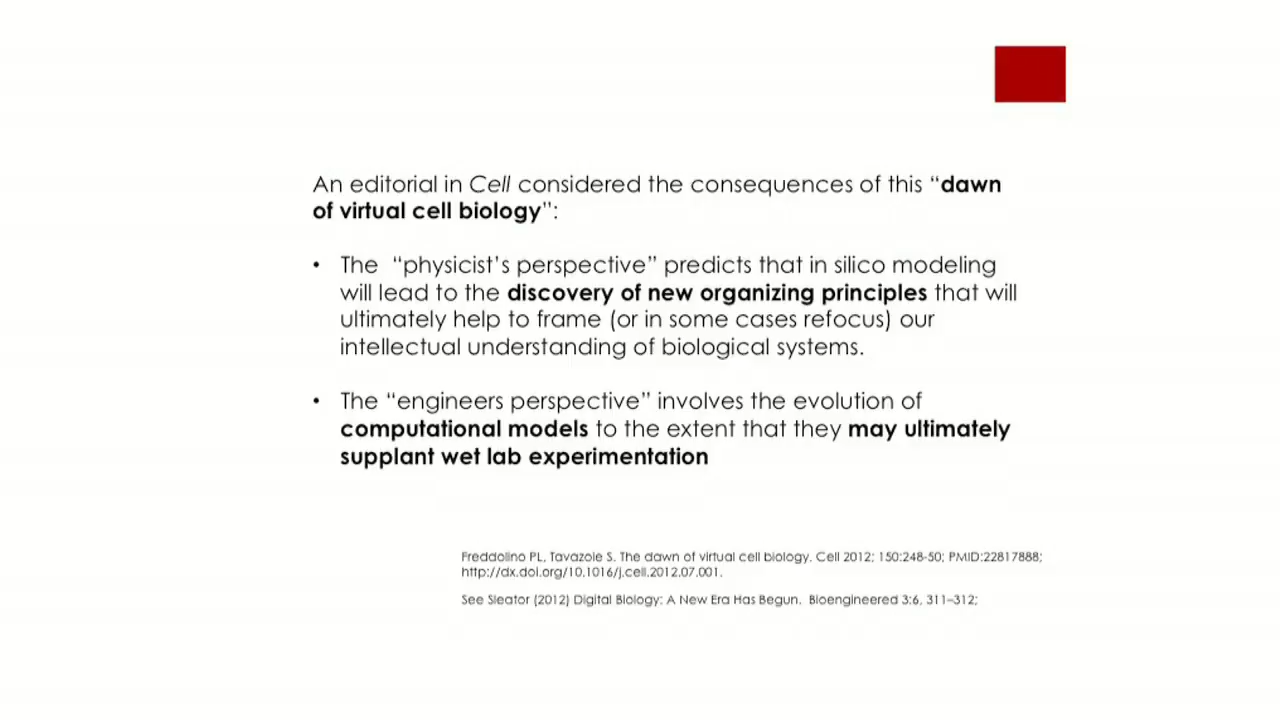 An editorial in Cell considered the consequences of this “dawn
of virtual cell biology”:
• The “physicist’s perspective” predicts that in silico modeling
will lead to the discovery of new organizing principles that will
ultimately help to frame (or in some cases refocus) our
intellectual understanding of biological systems.
• The “engineers perspective” involves the evolution of
computational models to the extent that they may ultimately
supplant wet lab experimentation
Freddolino PL, Tavazoie S. The dawn of virtual cell biology. Cell 2012; 150:248-50; PMID:22817888;
http://dx.doi.org/10.1016/j.cell.2012.07.001.
See Sleator (2012) Digital Biology: A New Era Has Begun. Bioengineered 3:6, 311–312;